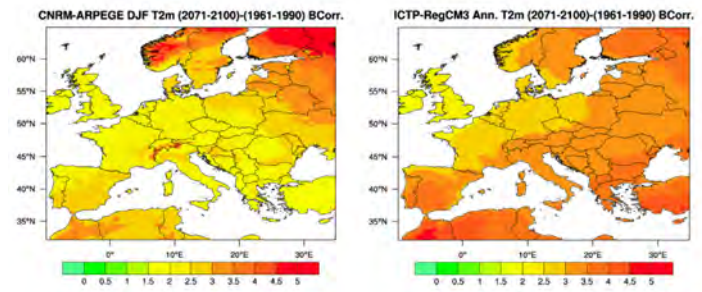 CNRM-ARPEGE DJF T2m (2071-2100)-(1961-1990) BCorr.
60°N
55°N
50°N
45°N
40°N
35°N
0°
10°E
20°E
30°E
0 0.5 1 1.5 2 2.5 3 3.5 4 4.5 5
ICTP-RegCM3 Ann. T2m (2071-2100)-(1961-1990) BCorr.
60°N
55°N
50°N
45°N
40°N
35°N
0°
10°E
20°E
30°E
0 0.5 1 1.5 2 2.5 3 3.5 4 4.5 5